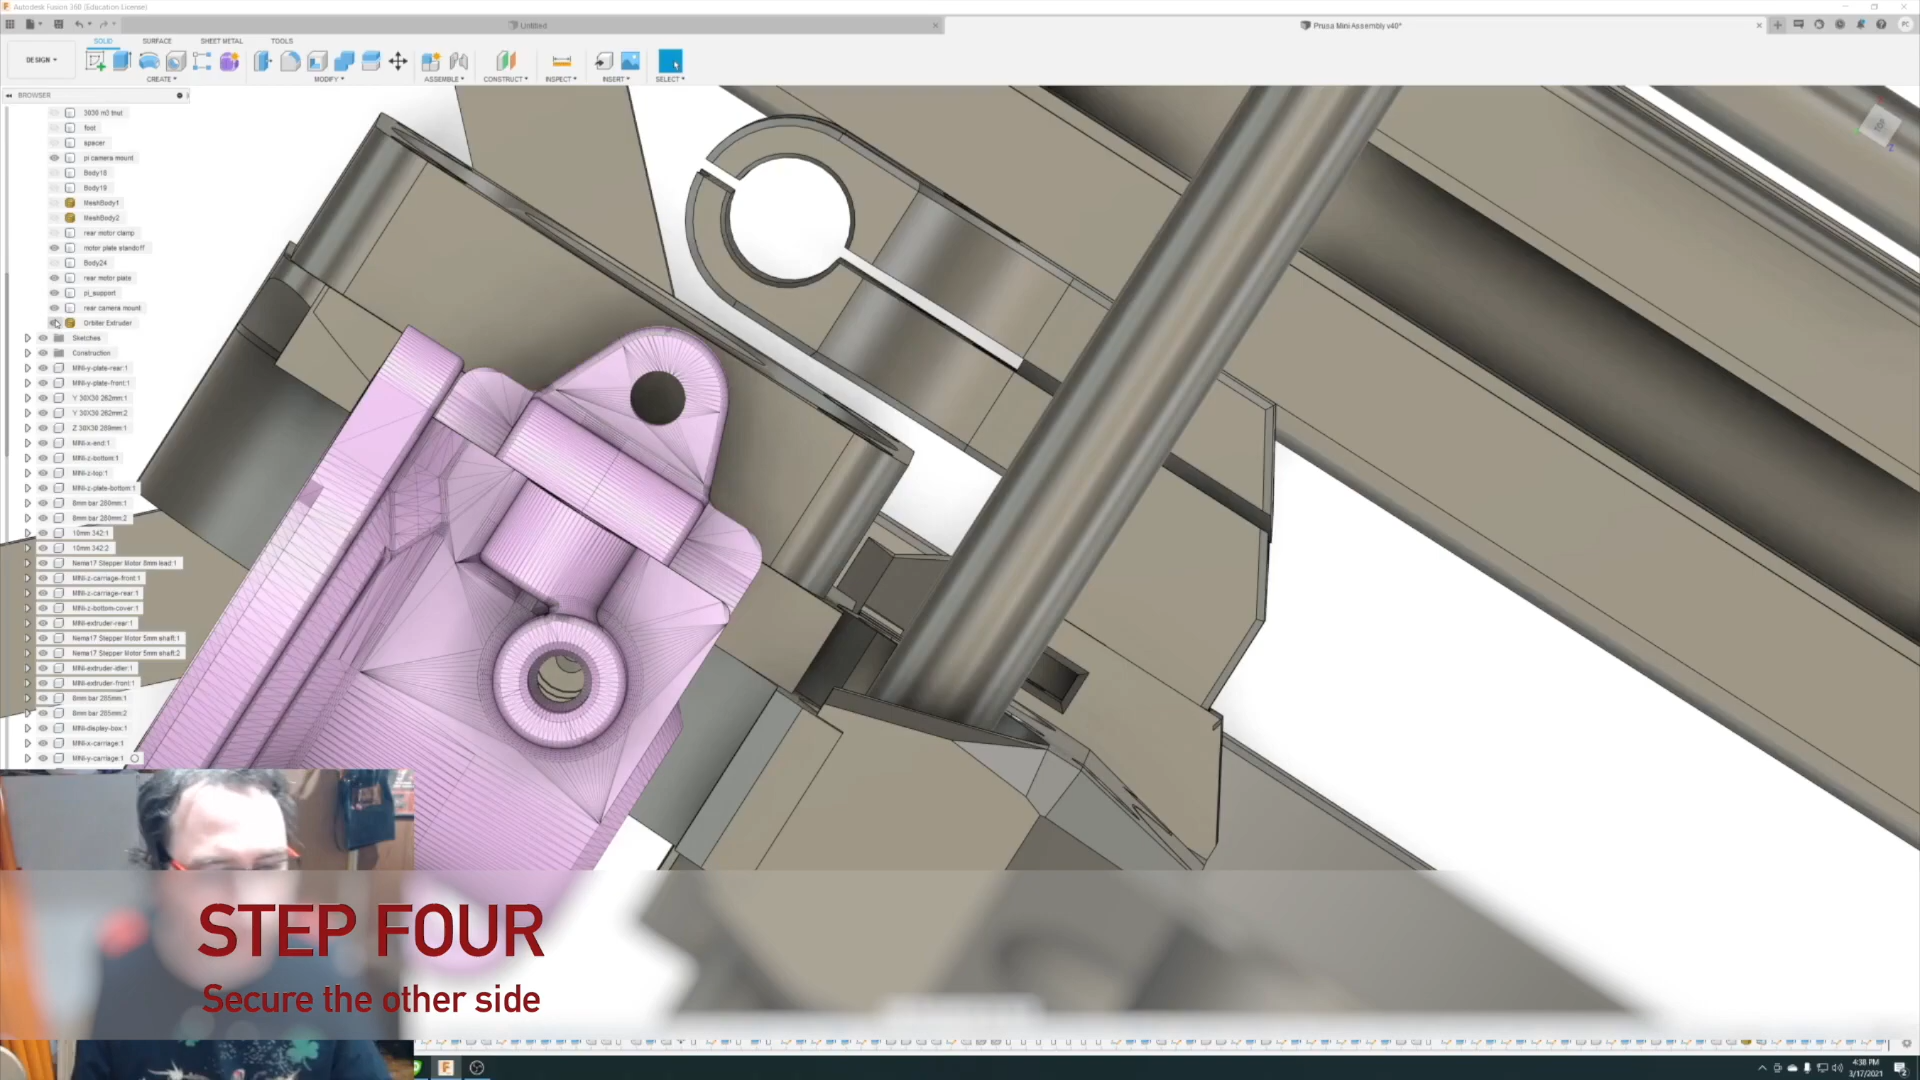 Autodesk Fusion 360 (Education License)
Untitled
Prusa Mini Assembly v40*
SOLID
SURFACE
SHEET METAL
TOOLS
DESIGN
CREATE
MODIFY
ASSEMBLE
CONSTRUCT
INSPECT
INSERT
SELECT
BROWSER
3030 m3 tnut
foot
spacer
pi camera mount
Body18
Body19
MeshBody1
MeshBody2
rear motor clamp
motor plate standoff
Body24
rear motor plate
pi_support
rear camera mount
Orbiter Extruder
Sketches
Construction
MINI-y-plate-rear:1
MINI-y-plate-front:1
Y 30X30 262mm:1
Y 30X30 262mm:2
Z 30X30 289mm:1
MINI-x-end:1
MINI-z-bottom:1
MINI-z-top:1
MINI-z-plate-bottom:1
8mm bar 280mm:1
8mm bar 280mm:2
10mm 342:1
10mm 342:2
Nema17 Stepper Motor 8mm lead:1
MINI-z-carriage-front:1
MINI-z-carriage-rear:1
MINI-z-bottom-cover:1
MINI-extruder-rear:1
Nema17 Stepper Motor 5mm shaft:1
Nema17 Stepper Motor 5mm shaft:2
MINI-extruder-idler:1
MINI-extruder-front:1
8mm bar 285mm:1
8mm bar 285mm:2
MINI-display-box:1
MINI-x-carriage:1
MINI-y-carriage:1
TOP
Z
STEP FOUR
Secure the other side
4:38 PM
3/17/2021